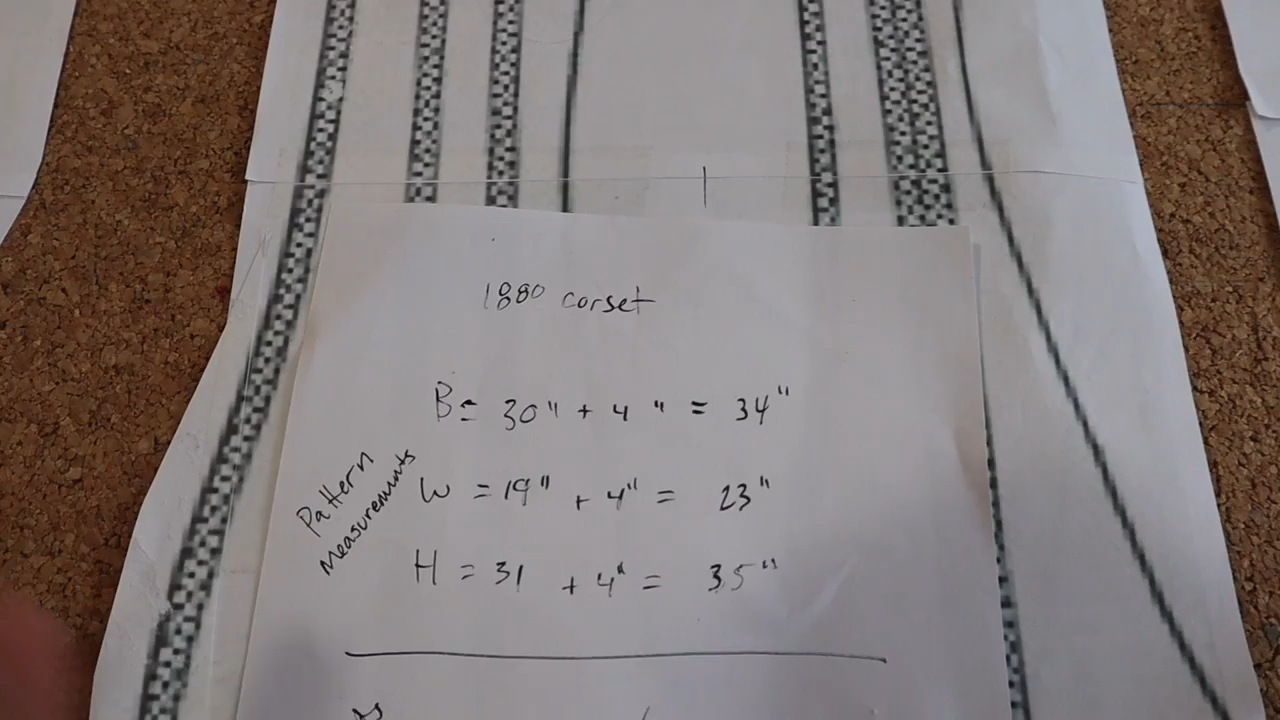 1880 corset
B = 30" + 4" = 34"
Pattern
Measurements
W = 19" + 4" = 23"
H = 31 + 4" = 35"